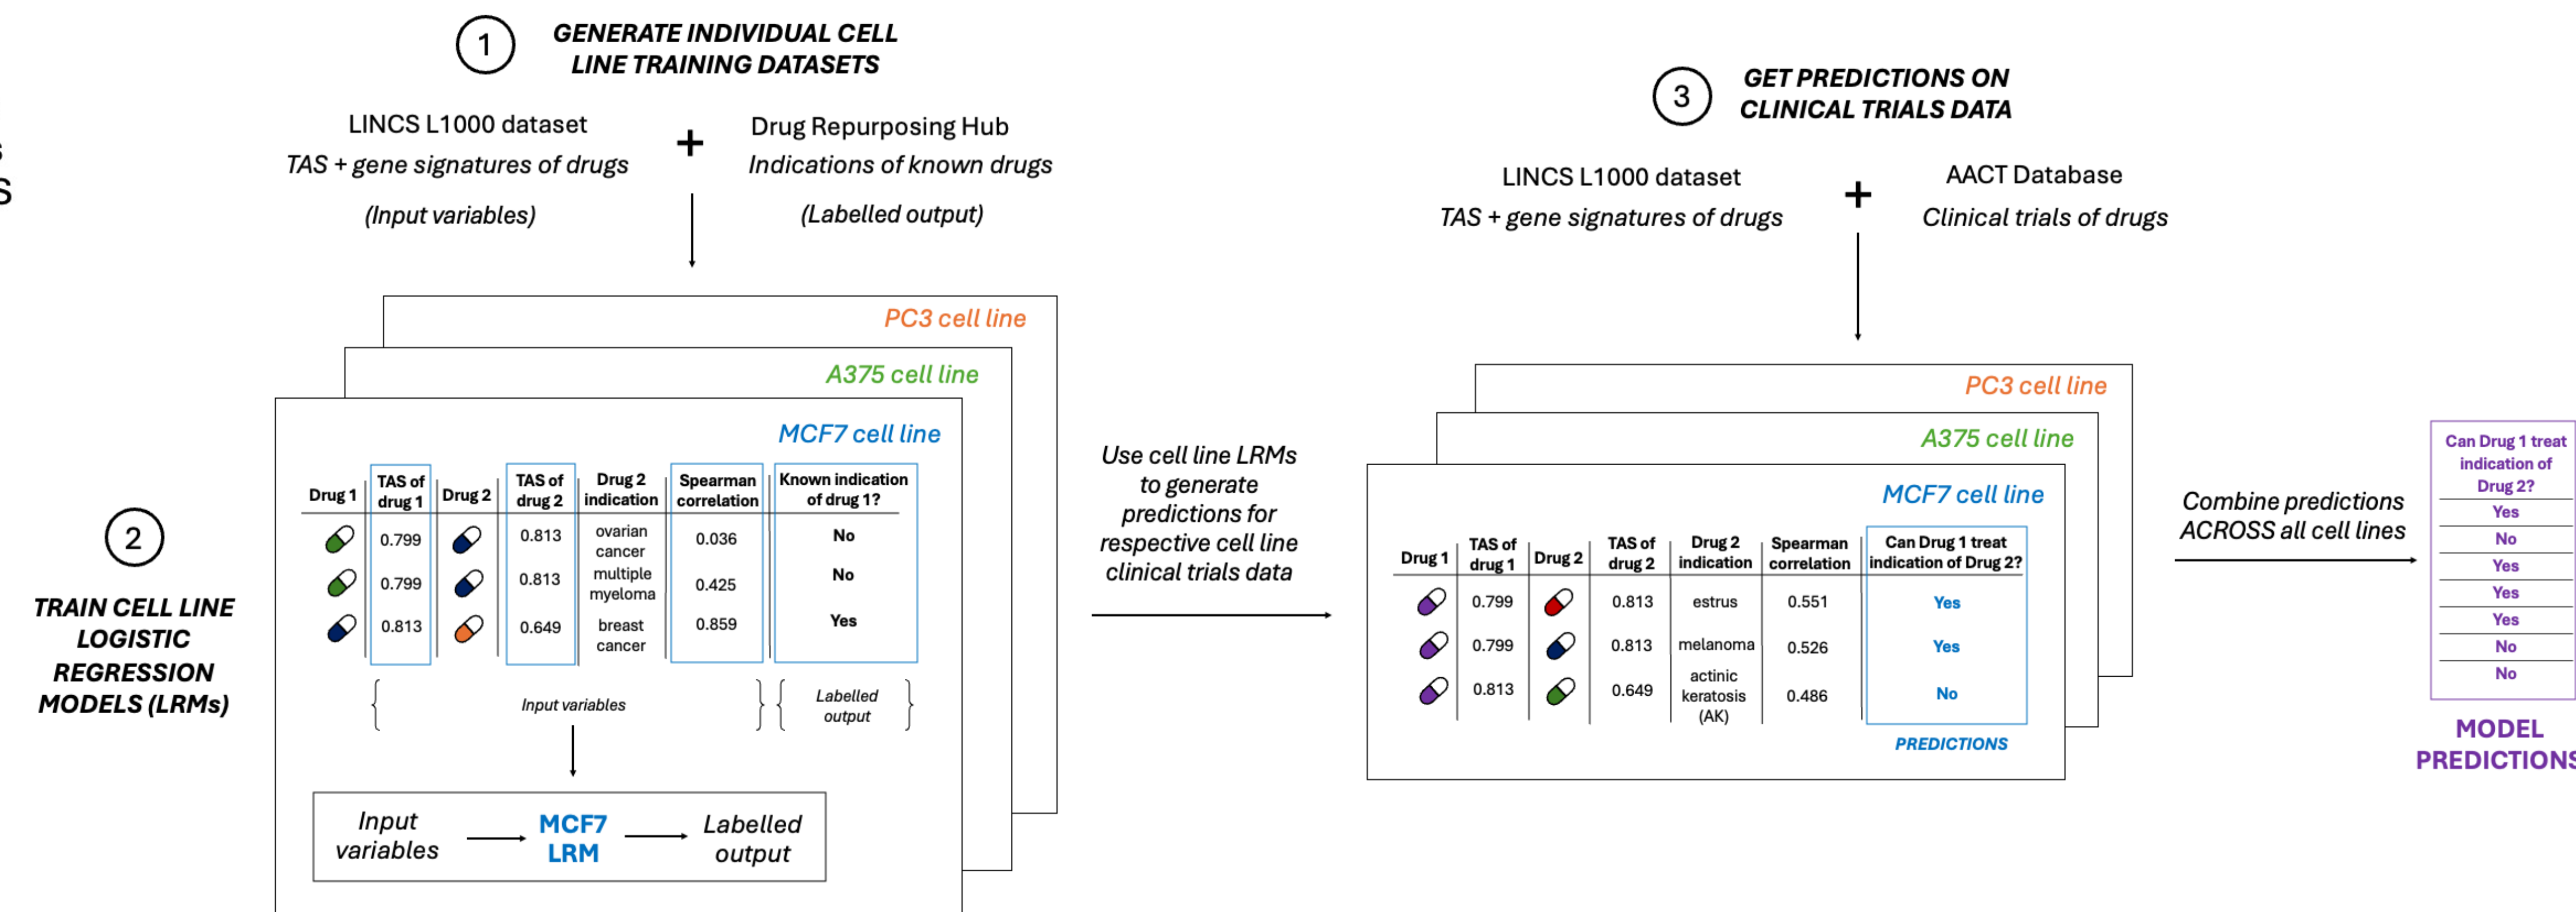 s
S
1
GENERATE INDIVIDUAL CELL
LINE TRAINING DATASETS
LINCS L1000 dataset
TAS + gene signatures of drugs
(Input variables)
+
Drug Repurposing Hub
Indications of known drugs
(Labelled output)
PC3 cell line
A375 cell line
MCF7 cell line
Drug 1 | TAS of drug 1 | Drug 2 | TAS of drug 2 | Drug 2 indication | Spearman correlation | Known indication of drug 1?
0.799 | 0.813 | ovarian cancer | 0.036 | No
0.799 | 0.813 | multiple myeloma | 0.425 | No
0.813 | 0.649 | breast cancer | 0.859 | Yes
Input variables
Labelled
output
Input
variables
MCF7
LRM
Labelled
output
2
TRAIN CELL LINE
LOGISTIC
REGRESSION
MODELS (LRMs)
Use cell line LRMs
to generate
predictions for
respective cell line
clinical trials data
3
GET PREDICTIONS ON
CLINICAL TRIALS DATA
LINCS L1000 dataset
TAS + gene signatures of drugs
+
AACT Database
Clinical trials of drugs
PC3 cell line
A375 cell line
MCF7 cell line
Drug 1 | TAS of drug 1 | Drug 2 | TAS of drug 2 | Drug 2 indication | Spearman correlation | Can Drug 1 treat indication of Drug 2?
0.799 | 0.813 | estrus | 0.551 | Yes
0.799 | 0.813 | melanoma | 0.526 | Yes
0.813 | 0.649 | actinic keratosis (AK) | 0.486 | No
PREDICTIONS
Combine predictions
ACROSS all cell lines
Can Drug 1 treat
indication of
Drug 2?
Yes
No
Yes
Yes
Yes
No
No
MODEL
PREDICTIONS